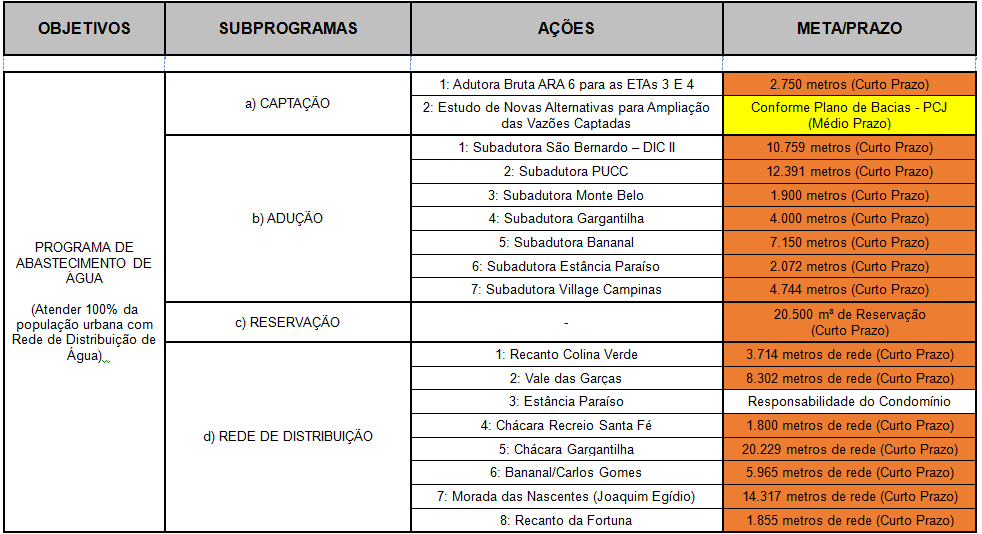 OBJETIVOS SUBPROGRAMAS AÇÕES META/PRAZO
PROGRAMA DE
ABASTECIMENTO DE
ÁGUA
(Atender 100% da
população urbana com
Rede de Distribuição de
Água)
a) CAPTAÇÃO
1: Adutora Bruta ARA 6 para as ETAs 3 E 4 2.750 metros (Curto Prazo)
2: Estudo de Novas Alternativas para Ampliação
das Vazões Captadas
Conforme Plano de Bacias - PCJ
(Médio Prazo)
b) ADUÇÃO
1: Subadutora São Bernardo – DIC II 10.759 metros (Curto Prazo)
2: Subadutora PUCC 12.391 metros (Curto Prazo)
3: Subadutora Monte Belo 1.900 metros (Curto Prazo)
4: Subadutora Gargantilha 4.000 metros (Curto Prazo)
5: Subadutora Bananal 7.150 metros (Curto Prazo)
6: Subadutora Estância Paraíso 2.072 metros (Curto Prazo)
7: Subadutora Village Campinas 4.744 metros (Curto Prazo)
c) RESERVAÇÃO
-
20.500 m³ de Reservação
(Curto Prazo)
d) REDE DE DISTRIBUIÇÃO
1: Recanto Colina Verde 3.714 metros de rede (Curto Prazo)
2: Vale das Garças 8.302 metros de rede (Curto Prazo)
3: Estância Paraíso Responsabilidade do Condomínio
4: Chácara Recreio Santa Fé 1.800 metros de rede (Curto Prazo)
5: Chácara Gargantilha 20.229 metros de rede (Curto Prazo)
6: Bananal/Carlos Gomes 5.965 metros de rede (Curto Prazo)
7: Morada das Nascentes (Joaquim Egídio) 14.317 metros de rede (Curto Prazo)
8: Recanto da Fortuna 1.855 metros de rede (Curto Prazo)